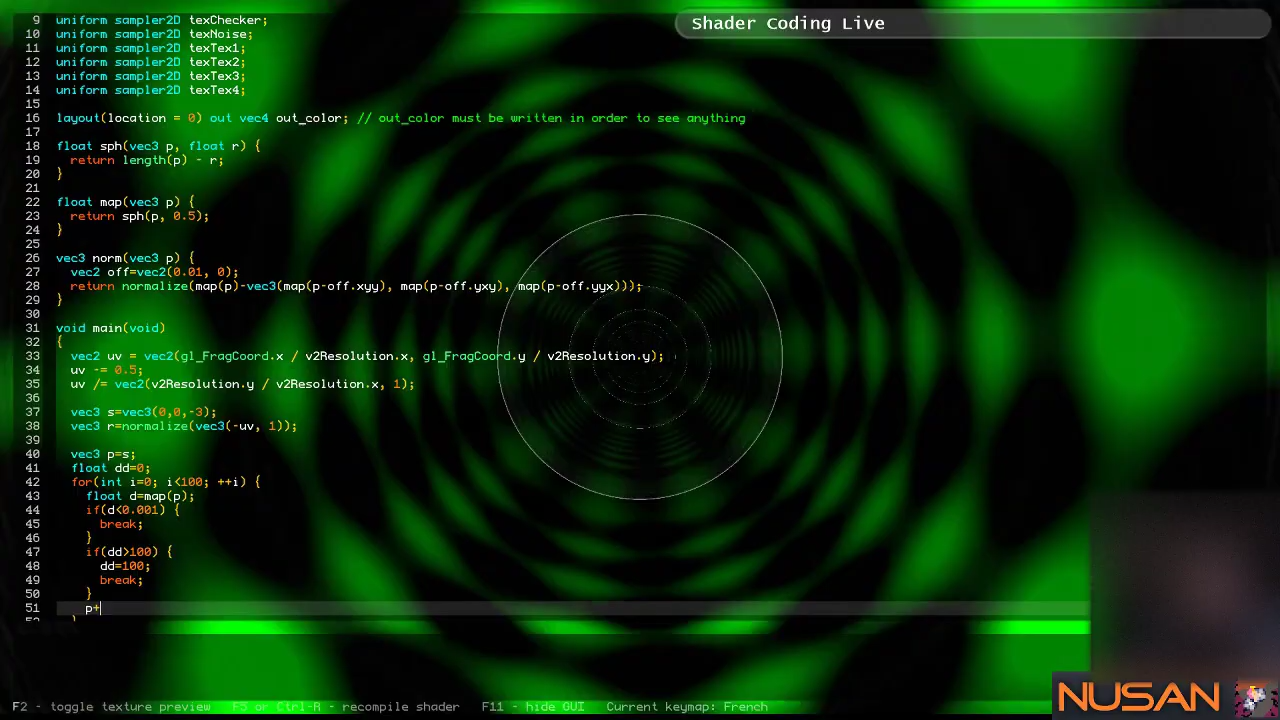 Shader Coding Live
9 uniform sampler2D texChecker;
10 uniform sampler2D texNoise;
11 uniform sampler2D texTex1;
12 uniform sampler2D texTex2;
13 uniform sampler2D texTex3;
14 uniform sampler2D texTex4;
15
16 layout(location = 0) out vec4 out_color; // out_color must be written in order to see anything
17
18 float sph(vec3 p, float r) {
19   return length(p) - r;
20 }
21
22 float map(vec3 p) {
23   return sph(p, 0.5);
24 }
25
26 vec3 norm(vec3 p) {
27   vec2 off=vec2(0.01, 0);
28   return normalize(map(p)-vec3(map(p-off.xyy), map(p-off.yxy), map(p-off.yyx)));
29 }
30
31 void main(void)
32 {
33   vec2 uv = vec2(gl_FragCoord.x / v2Resolution.x, gl_FragCoord.y / v2Resolution.y);
34   uv -= 0.5;
35   uv /= vec2(v2Resolution.y / v2Resolution.x, 1);
36
37   vec3 s=vec3(0,0,-3);
38   vec3 r=normalize(vec3(-uv, 1));
39
40   vec3 p=s;
41   float dd=0;
42   for(int i=0; i<100; ++i) {
43     float d=map(p);
44     if(d<0.001) {
45       break;
46     }
47     if(dd>100) {
48       dd=100;
49       break;
50     }
51     p+
F2 - toggle texture preview   F5 or Ctrl-R - recompile shader   F11 - hide GUI   Current keymap: French
NUSAN